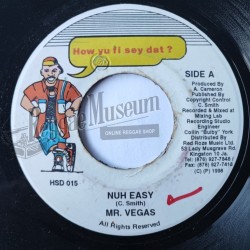 How yu fi sey dat ?
SIDE A
Produced By
A. Cameron
Published By
Copyright Control
C. Smith
Recorded & Mixed at
Mixing Lab
Recording Studio
Engineer
Collin "Bulby" York
Distributed by
Red Rose Music Ltd.
Kingston 10 Ja.
(C) (P) 1998
HSD 015
Museum
ONLINE REGGAE SHOP
NUH EASY
(C. Smith)
MR. VEGAS
All Rights Reserved